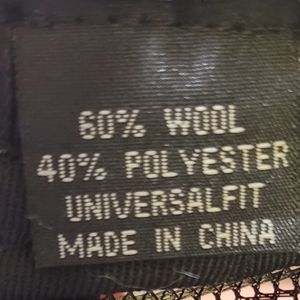 60% WOOL
40% POLYESTER
UNIVERSALFIT
MADE IN CHINA